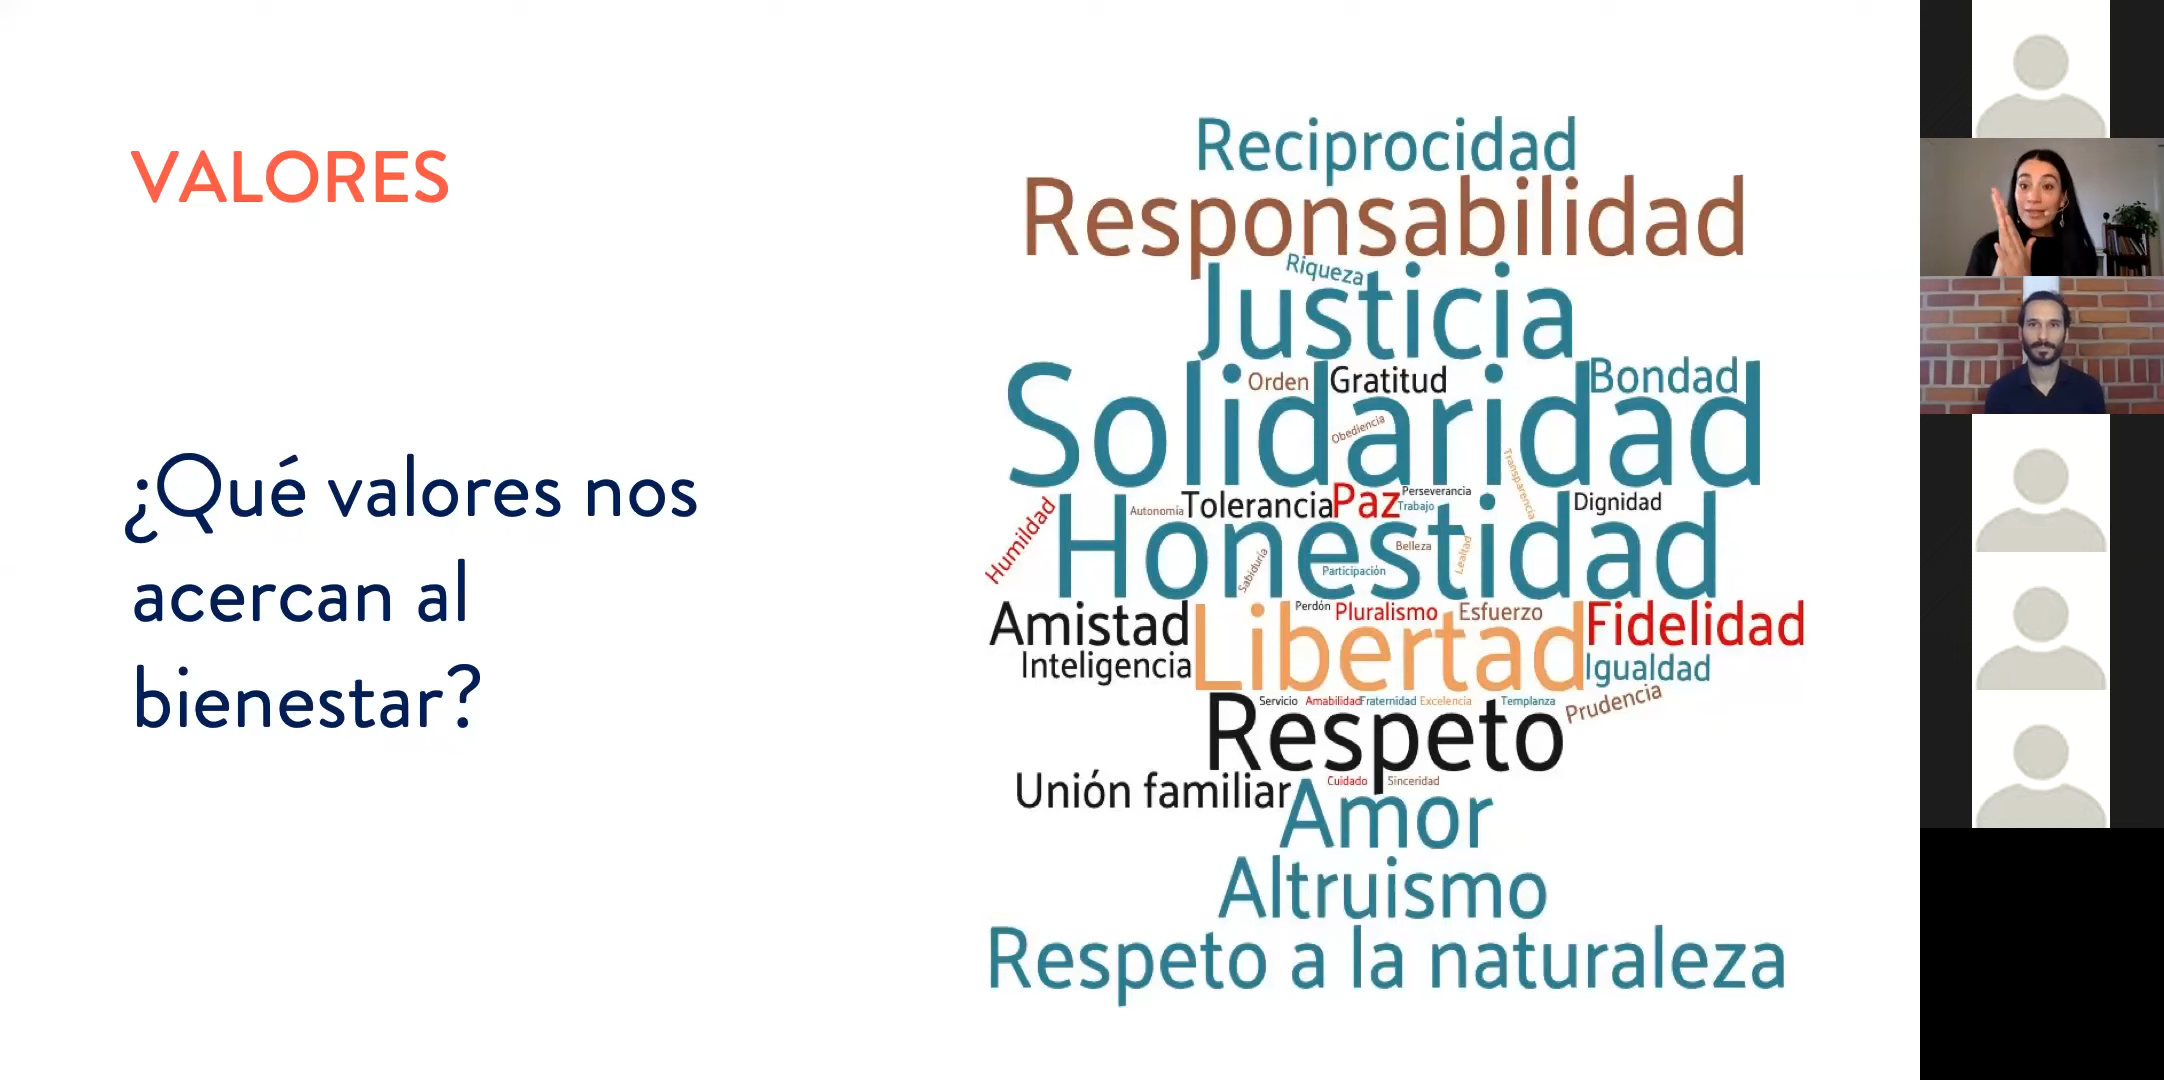 VALORES
¿Qué valores nos
acercan al
bienestar?
Reciprocidad
Responsabilidad
Riqueza
Justicia
Orden
Gratitud
Bondad
Solidaridad
Obediencia
Transparencia
Humildad
Autonomía
Tolerancia
Paz
Perseverancia
Trabajo
Dignidad
Honestidad
Belleza
Lealtad
Sabiduría
Participación
Amistad
Perdón
Pluralismo
Esfuerzo
Fidelidad
Libertad
Inteligencia
Igualdad
Servicio
Amabilidad
Fraternidad
Excelencia
Templanza
Prudencia
Respeto
Unión familiar
Cuidado
Sinceridad
Amor
Altruismo
Respeto a la naturaleza